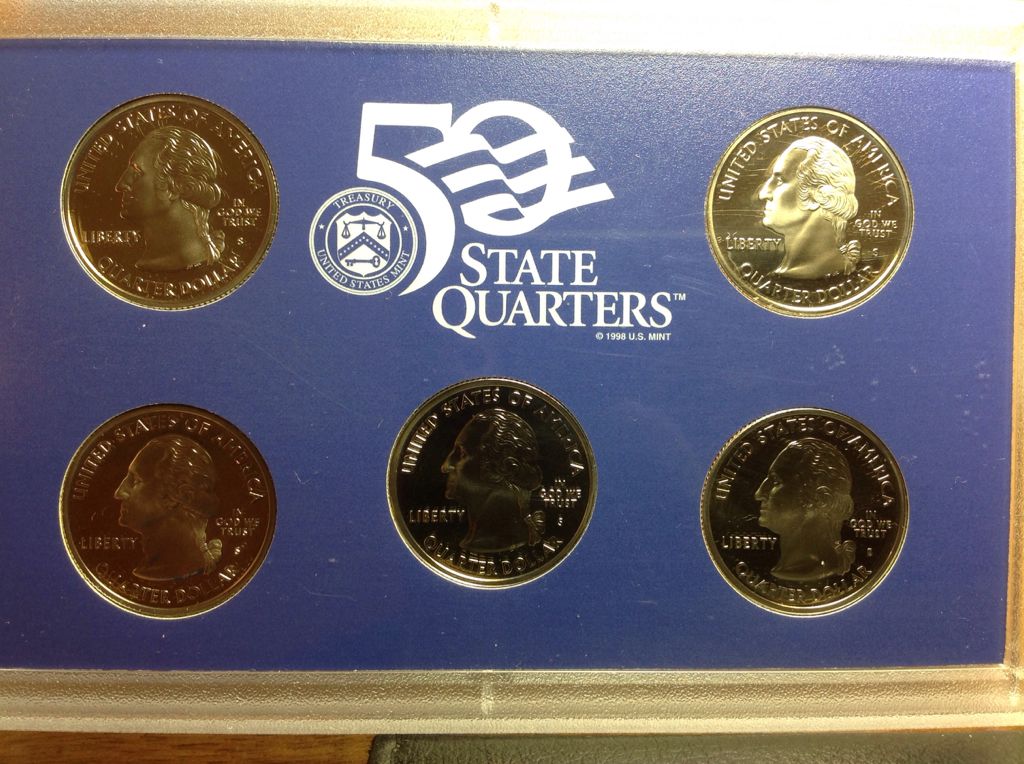 UNITED STATES OF AMERICA
LIBERTY
IN
GOD WE
TRUST
S
QUARTER DOLLAR
50
TREASURY
UNITED STATES MINT
STATE
QUARTERS™
© 1998 U.S. MINT
UNITED STATES OF AMERICA
LIBERTY
IN
GOD WE
TRUST
S
QUARTER DOLLAR
UNITED STATES OF AMERICA
LIBERTY
IN
GOD WE
TRUST
S
QUARTER DOLLAR
UNITED STATES OF AMERICA
LIBERTY
IN
GOD WE
TRUST
S
QUARTER DOLLAR
UNITED STATES OF AMERICA
LIBERTY
IN
GOD WE
TRUST
S
QUARTER DOLLAR